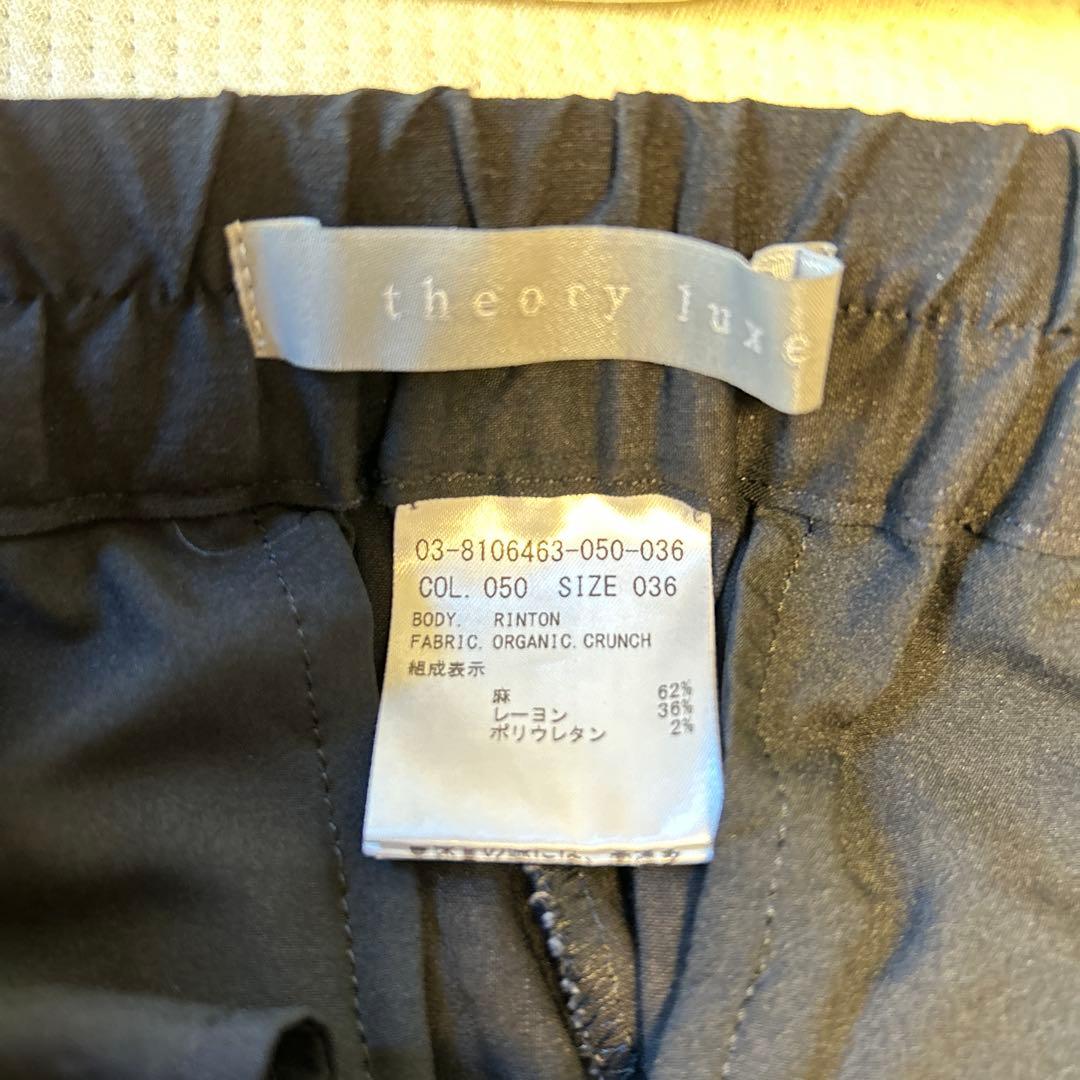 theory luxe
03-8106463-050-036
COL. 050 SIZE 036
BODY. RINTON
FABRIC. ORGANIC. CRUNCH
組成表示
麻 62%
レーヨン 36%
ポリウレタン 2%